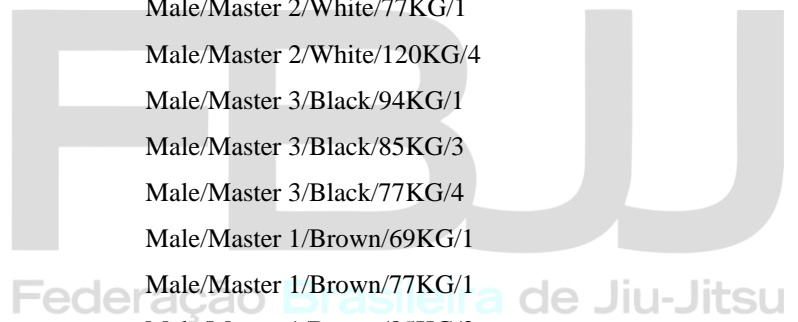 Male/Master 2/White/77KG/1
Male/Master 2/White/120KG/4
Male/Master 3/Black/94KG/1
Male/Master 3/Black/85KG/3
Male/Master 3/Black/77KG/4
Male/Master 1/Brown/69KG/1
Male/Master 1/Brown/77KG/1
FBJJ
Federação Brasileira de Jiu-Jitsu